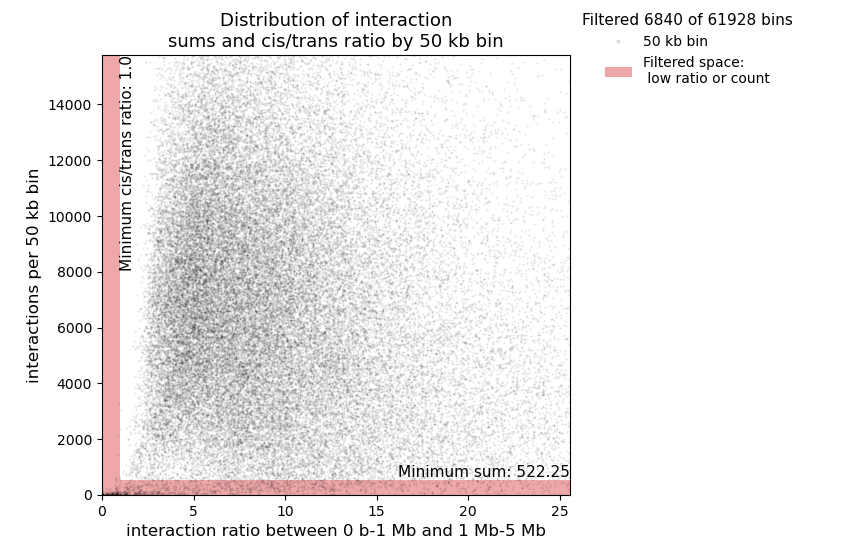 Distribution of interaction
sums and cis/trans ratio by 50 kb bin
Filtered 6840 of 61928 bins
50 kb bin
Filtered space:
low ratio or count
interactions per 50 kb bin
14000
12000
10000
8000
6000
4000
2000
0
Minimum cis/trans ratio: 1.0
Minimum sum: 522.25
0
5
10
15
20
25
interaction ratio between 0 b-1 Mb and 1 Mb-5 Mb